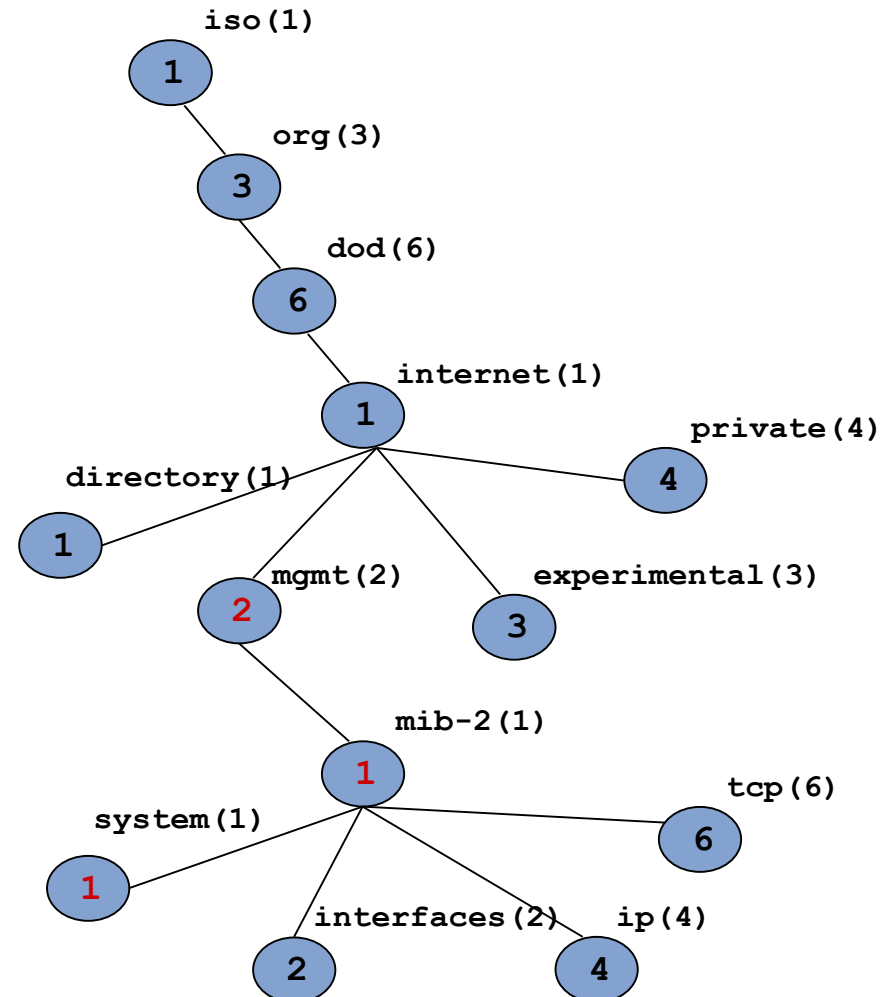 iso(1)
1
org(3)
3
dod(6)
6
internet(1)
1
private(4)
4
directory(1)
1
mgmt(2)
2
experimental(3)
3
mib-2(1)
1
tcp(6)
6
system(1)
1
interfaces(2)
2
ip(4)
4